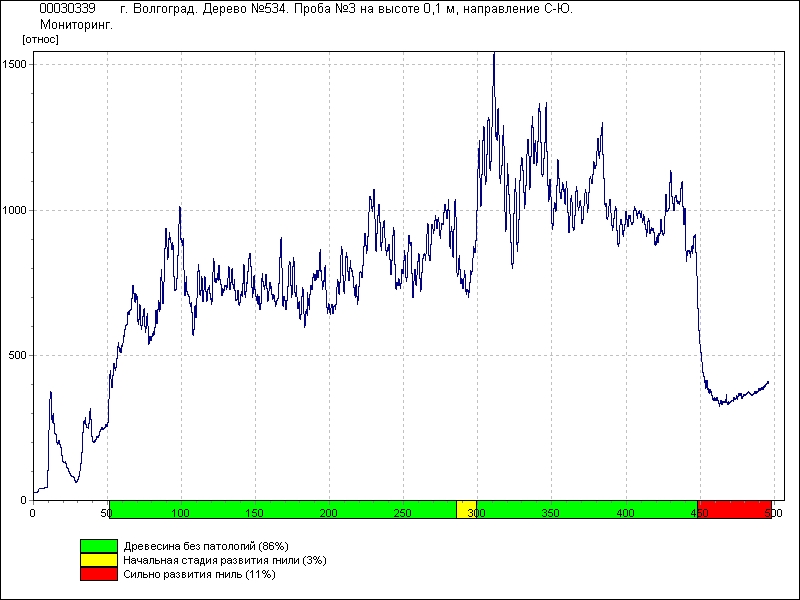 00030339 г. Волгоград. Дерево №534. Проба №3 на высоте 0,1 м, направление С-Ю.
Мониторинг.
[относ]
1500
1000
500
0
0 50 100 150 200 250 300 350 400 450 500
Древесина без патологий (86%)
Начальная стадия развития гнили (3%)
Сильно развития гниль (11%)